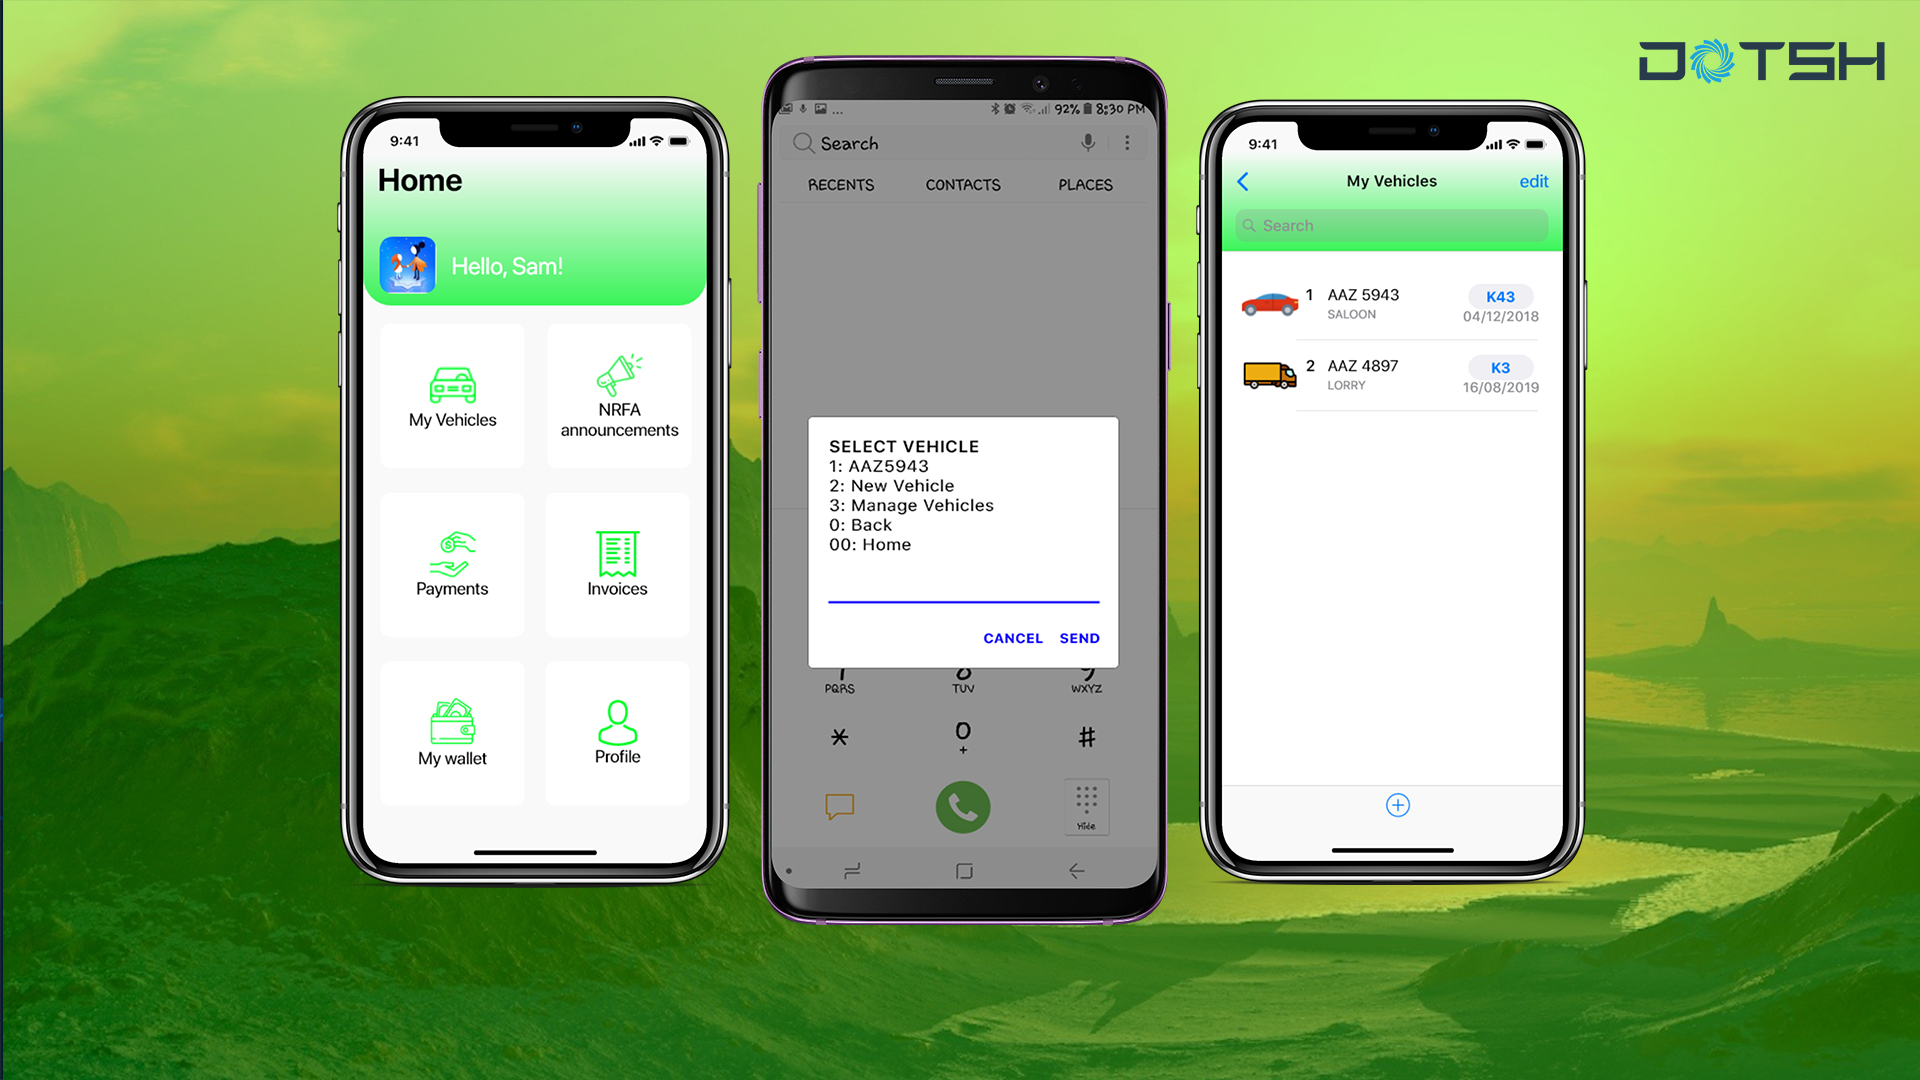 DOTSH
9:41
Home
Hello, Sam!
My Vehicles
NRFA
announcements
Payments
Invoices
My wallet
Profile
... 92% 8:30 PM
Search
RECENTS CONTACTS PLACES
SELECT VEHICLE
1: AAZ5943
2: New Vehicle
3: Manage Vehicles
0: Back
00: Home
CANCEL SEND
7 8 9
PQRS TUV WXYZ
* 0 #
+
Hide
9:41
My Vehicles edit
Search
1 AAZ 5943 K43
SALOON 04/12/2018
2 AAZ 4897 K3
LORRY 16/08/2019